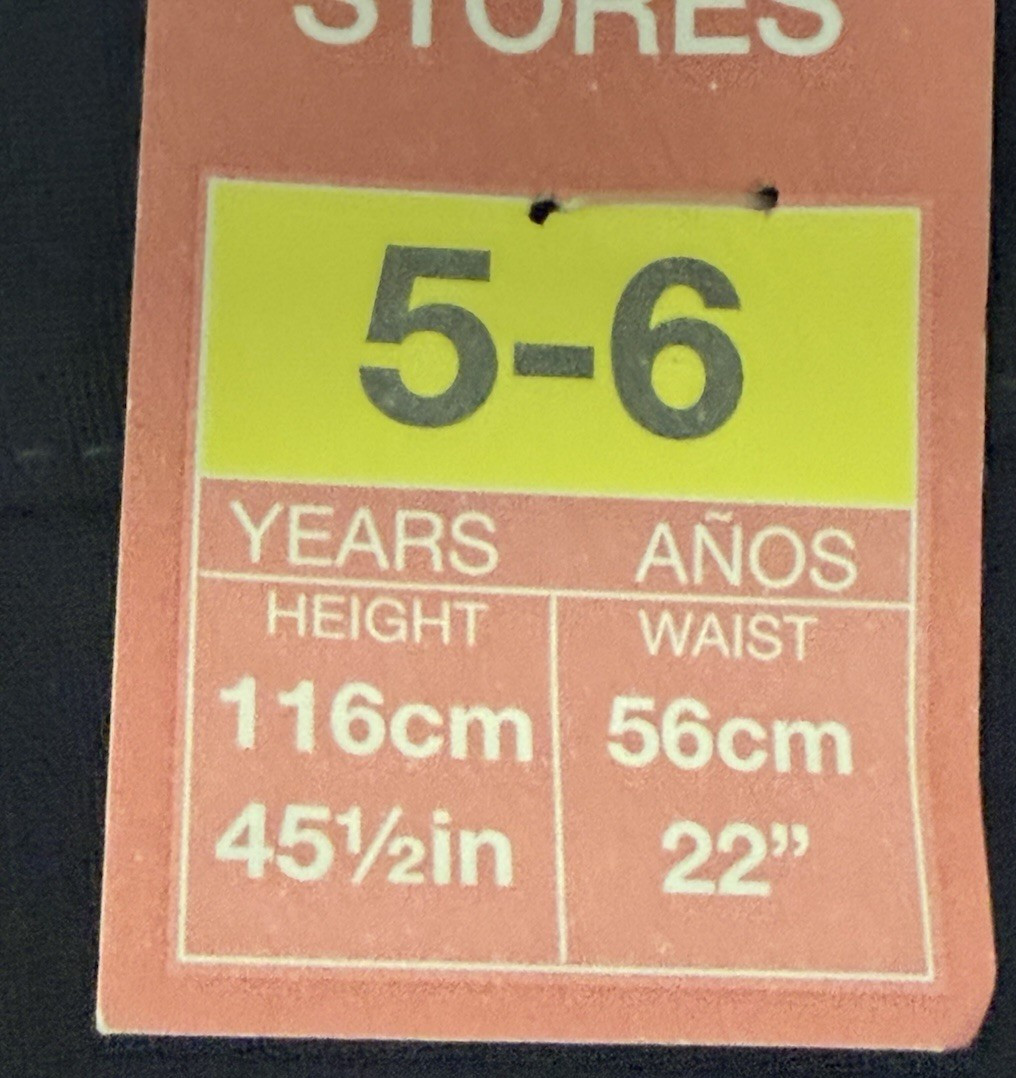 STORES
5-6
YEARS AÑOS
HEIGHT WAIST
116cm 56cm
45½in 22”